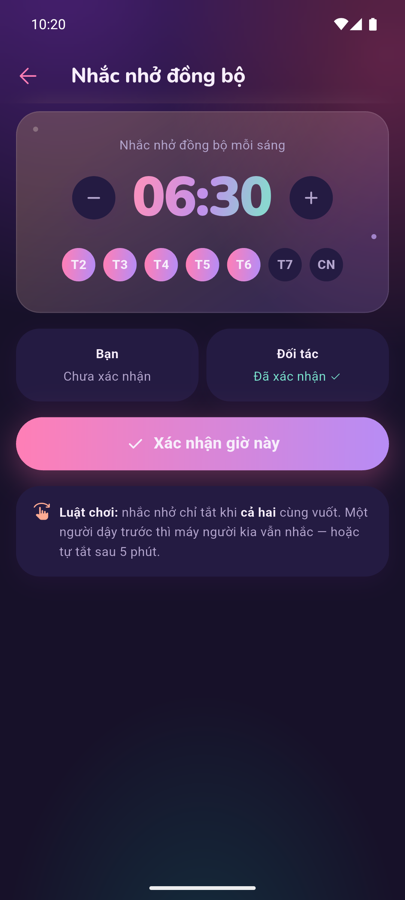 10:20
Nhắc nhở đồng bộ
Nhắc nhở đồng bộ mỗi sáng
06:30
T2 T3 T4 T5 T6 T7 CN
Bạn
Chưa xác nhận
Đối tác
Đã xác nhận ✓
✓ Xác nhận giờ này
Luật chơi: nhắc nhở chỉ tắt khi cả hai cùng vuốt. Một
người dậy trước thì máy người kia vẫn nhắc — hoặc
tự tắt sau 5 phút.